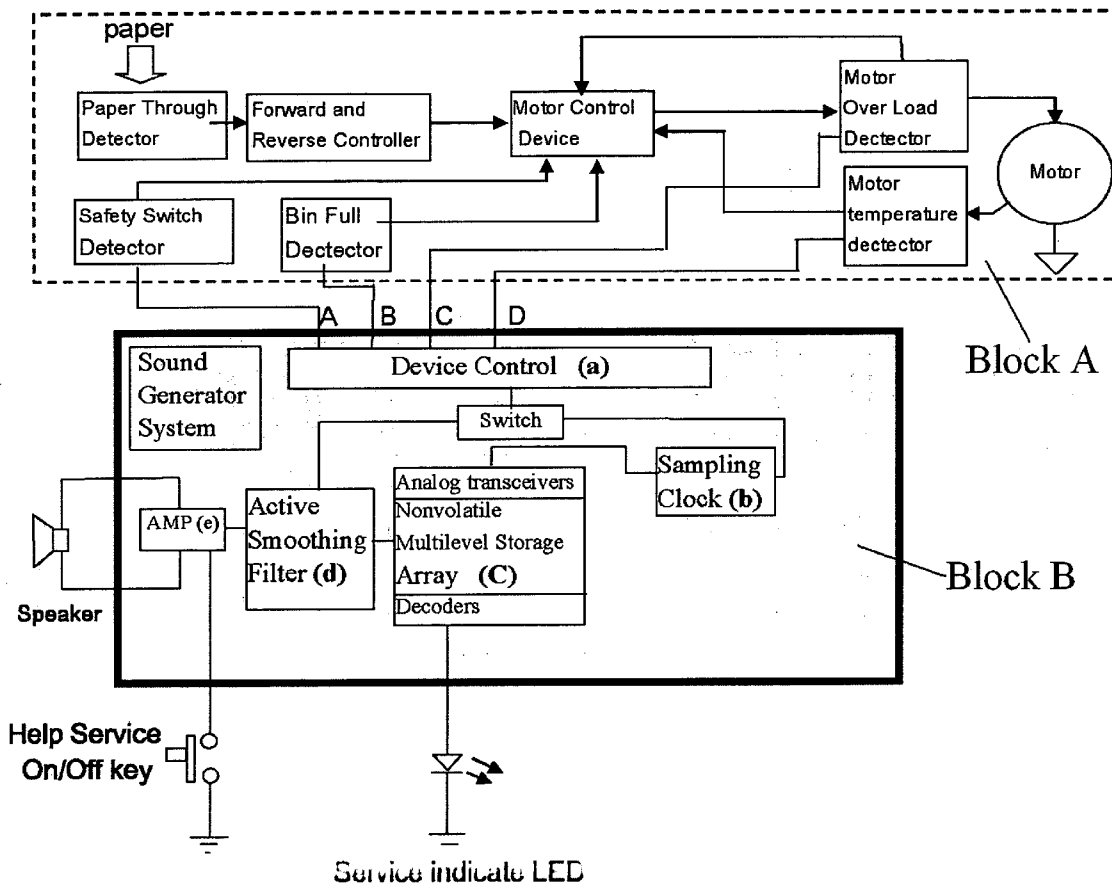 paper
Paper Through
Detector
Forward and
Reverse Controller
Motor Control
Device
Motor
Over Load
Dectector
Motor
Safety Switch
Detector
Bin Full
Dectector
Motor
temperature
dectector
A
B
C
D
Block A
Sound
Generator
System
Device Control (a)
Switch
Sampling
Clock (b)
Analog transceivers
Nonvolatile
Multilevel Storage
Array (C)
Decoders
Active
Smoothing
Filter (d)
AMP (e)
Block B
Speaker
Help Service
On/Off key
Service indicate LED